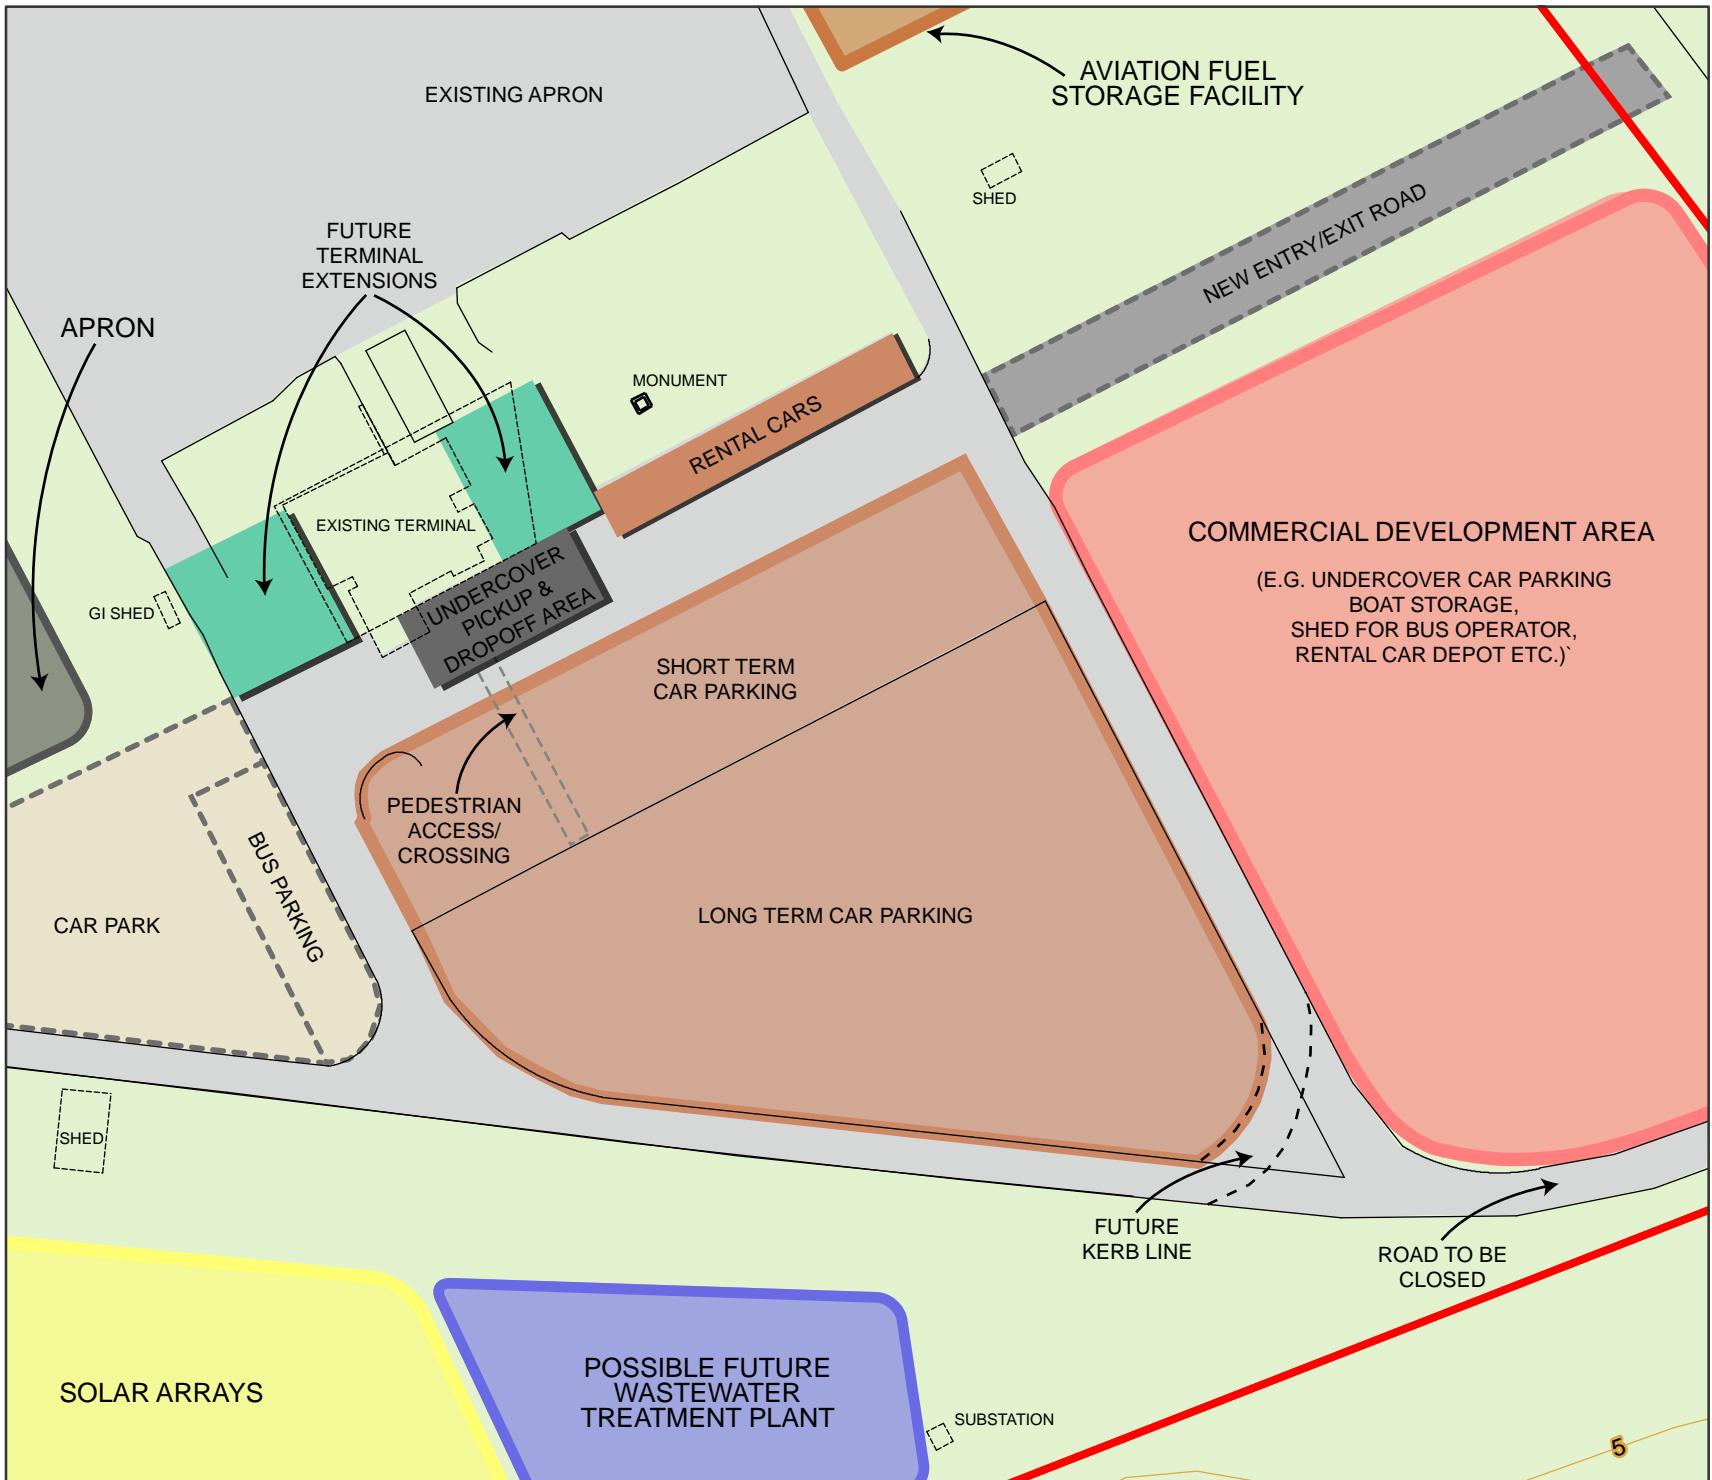 EXISTING APRON
AVIATION FUEL
STORAGE FACILITY
SHED
NEW ENTRY/EXIT ROAD
FUTURE
TERMINAL
EXTENSIONS
APRON
MONUMENT
RENTAL CARS
EXISTING TERMINAL
COMMERCIAL DEVELOPMENT AREA
(E.G. UNDERCOVER CAR PARKING
BOAT STORAGE,
SHED FOR BUS OPERATOR,
RENTAL CAR DEPOT ETC.)`
GI SHED
UNDERCOVER
PICKUP &
DROPOFF AREA
SHORT TERM
CAR PARKING
PEDESTRIAN
ACCESS/
CROSSING
BUS PARKING
CAR PARK
LONG TERM CAR PARKING
SHED
FUTURE
KERB LINE
ROAD TO BE
CLOSED
SOLAR ARRAYS
POSSIBLE FUTURE
WASTEWATER
TREATMENT PLANT
SUBSTATION
5